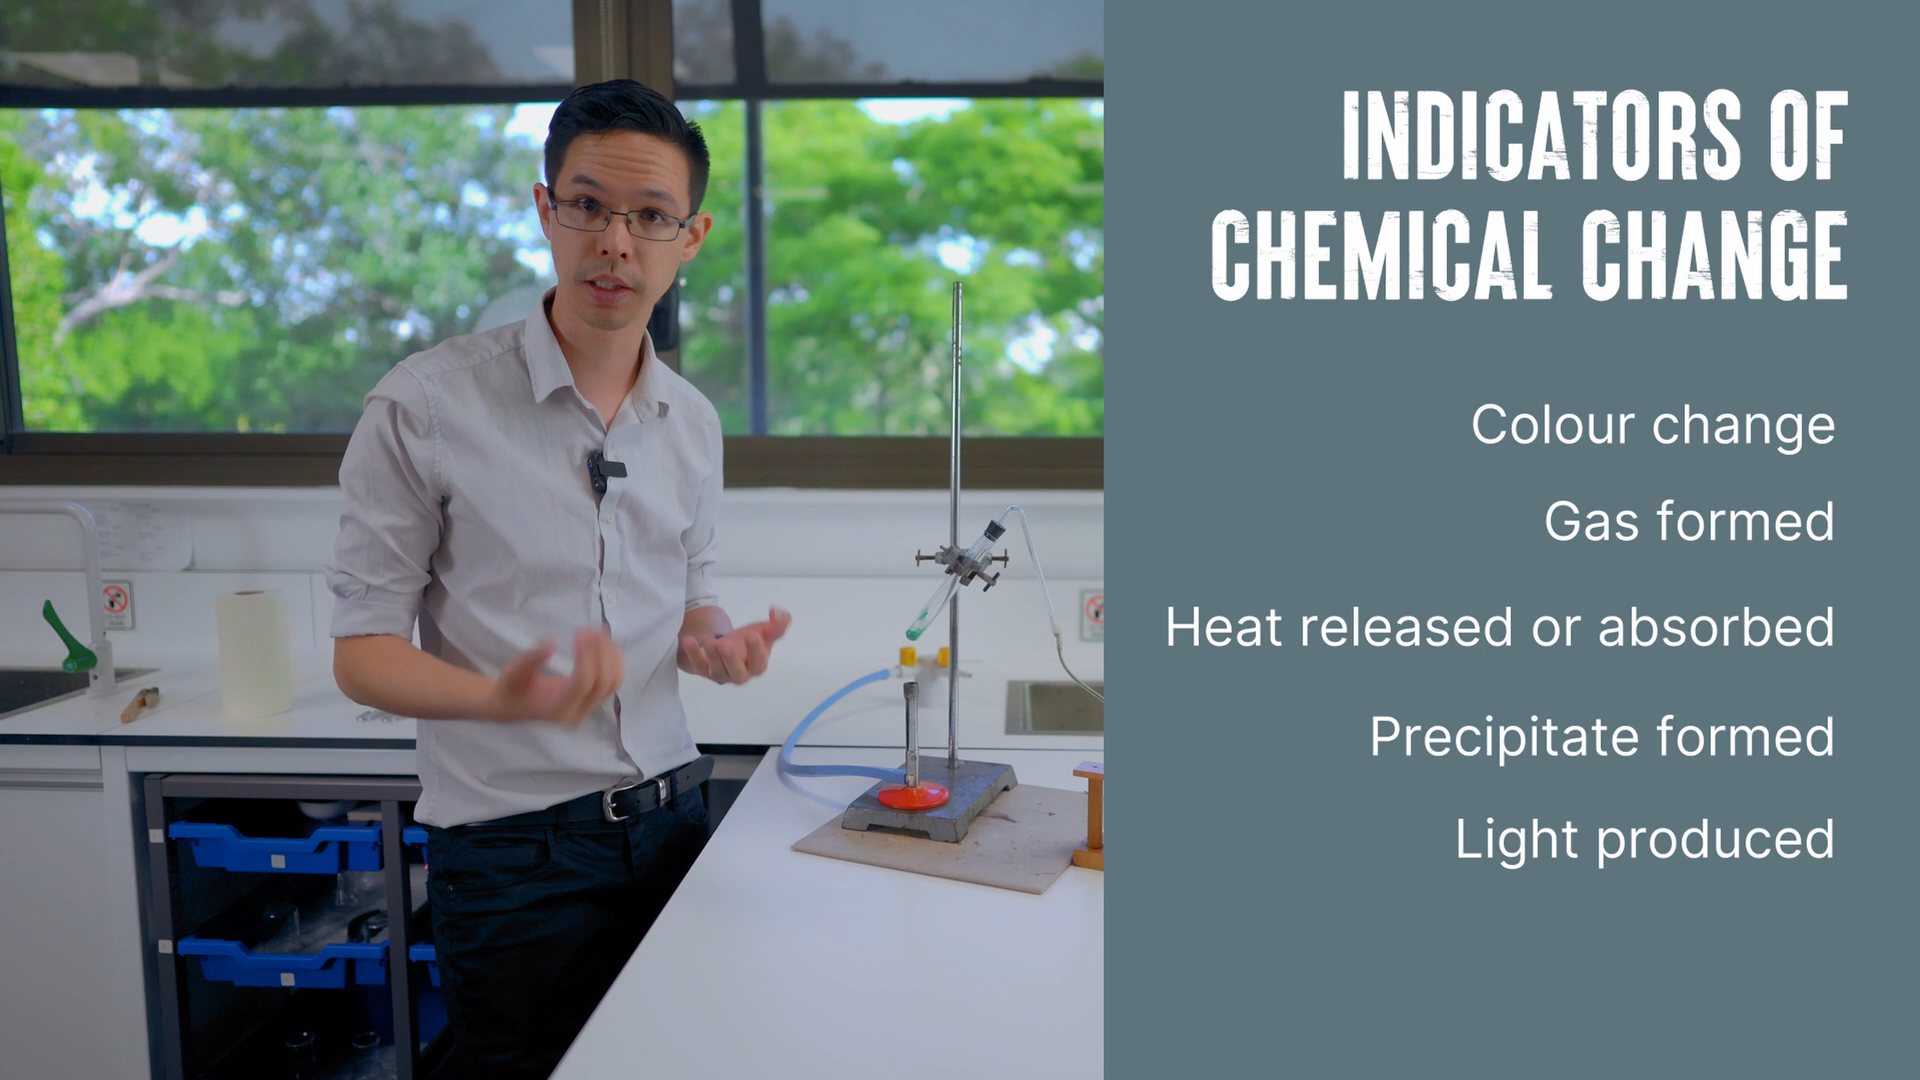 INDICATORS OF
CHEMICAL CHANGE
Colour change
Gas formed
Heat released or absorbed
Precipitate formed
Light produced